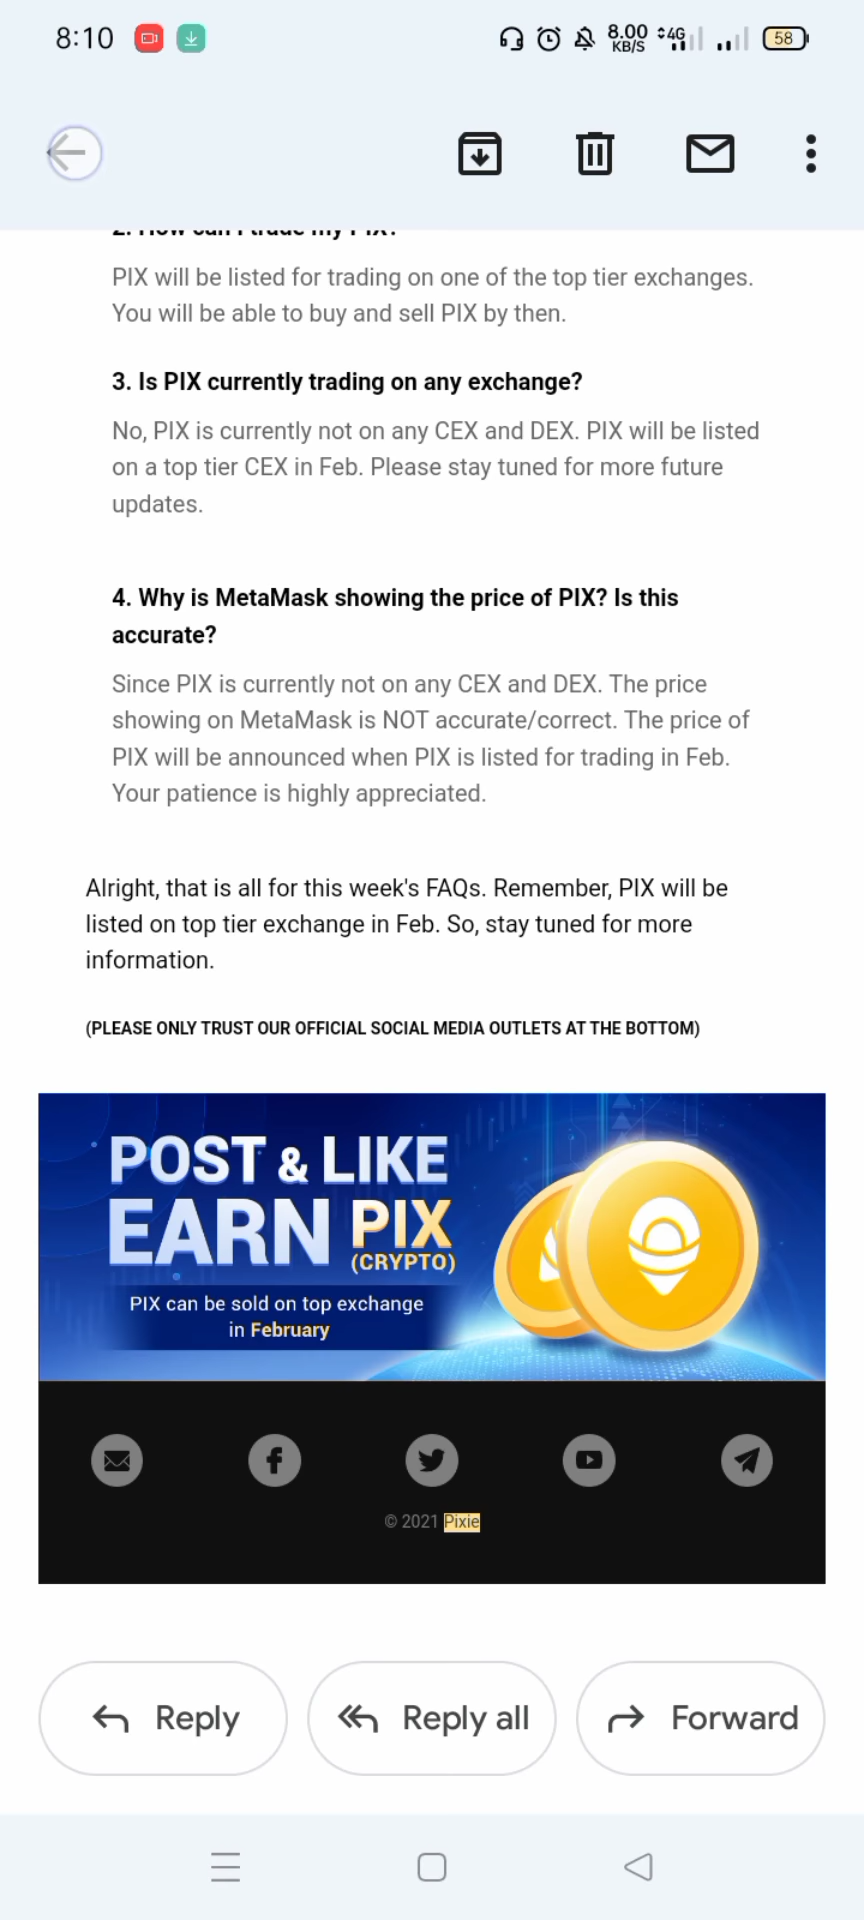 8:10
8.00
KB/S
4G
58
2. How can I trade my PIX?
PIX will be listed for trading on one of the top tier exchanges.
You will be able to buy and sell PIX by then.
3. Is PIX currently trading on any exchange?
No, PIX is currently not on any CEX and DEX. PIX will be listed
on a top tier CEX in Feb. Please stay tuned for more future
updates.
4. Why is MetaMask showing the price of PIX? Is this
accurate?
Since PIX is currently not on any CEX and DEX. The price
showing on MetaMask is NOT accurate/correct. The price of
PIX will be announced when PIX is listed for trading in Feb.
Your patience is highly appreciated.
Alright, that is all for this week's FAQs. Remember, PIX will be
listed on top tier exchange in Feb. So, stay tuned for more
information.
(PLEASE ONLY TRUST OUR OFFICIAL SOCIAL MEDIA OUTLETS AT THE BOTTOM)
POST & LIKE
EARN PIX
(CRYPTO)
PIX can be sold on top exchange
in February
© 2021 Pixie
Reply
Reply all
Forward